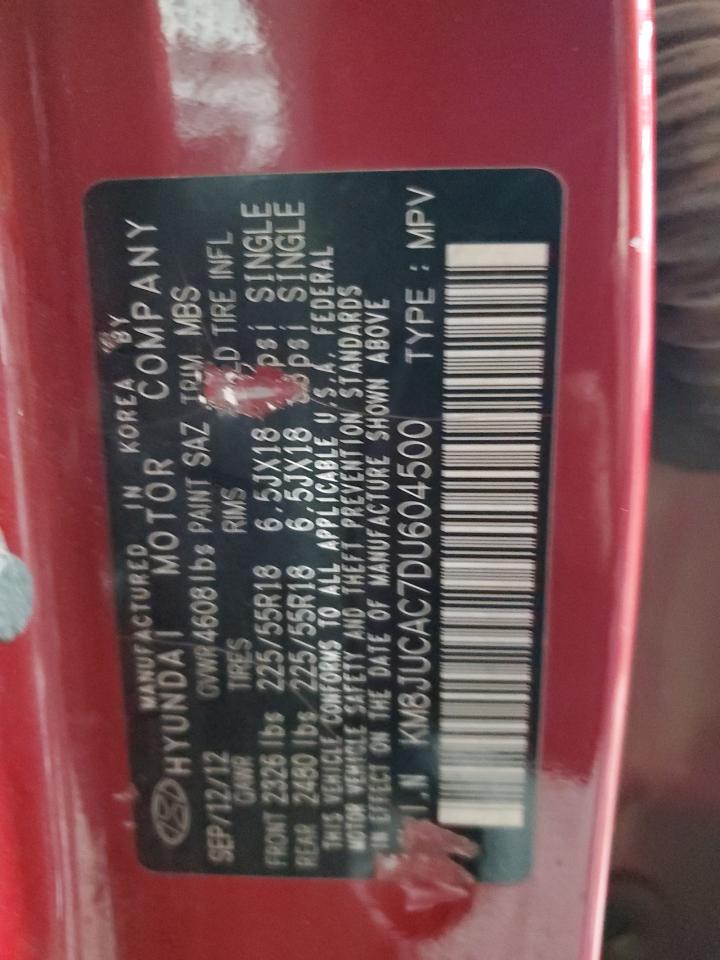 MANUFACTURED IN KOREA BY
HYUNDAI MOTOR COMPANY
SEP/12/12 GVWR 4608lbs PAINT SAZ TRIM MBS
GAWR TIRES RIMS TIRE INFL
FRONT 2326 lbs 225/55R18 6.5JX18 psi SINGLE
REAR 2480 lbs 225/55R18 6.5JX18 psi SINGLE
THIS VEHICLE CONFORMS TO ALL APPLICABLE U.S.A. FEDERAL
MOTOR VEHICLE SAFETY AND THEFT PREVENTION STANDARDS
IN EFFECT ON THE DATE OF MANUFACTURE SHOWN ABOVE
V.I.N KM8JUCAC7DU604500 TYPE : MPV